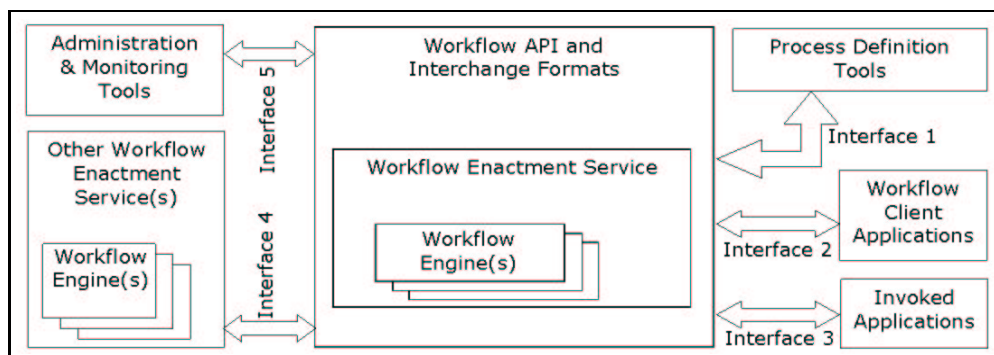 Administration
& Monitoring
Tools
Interface 5
Workflow API and
Interchange Formats
Process Definition
Tools
Interface 1
Other Workflow
Enactment
Service(s)
Workflow
Engine(s)
Interface 4
Workflow Enactment Service
Workflow
Engine(s)
Workflow
Client
Applications
Interface 2
Invoked
Applications
Interface 3